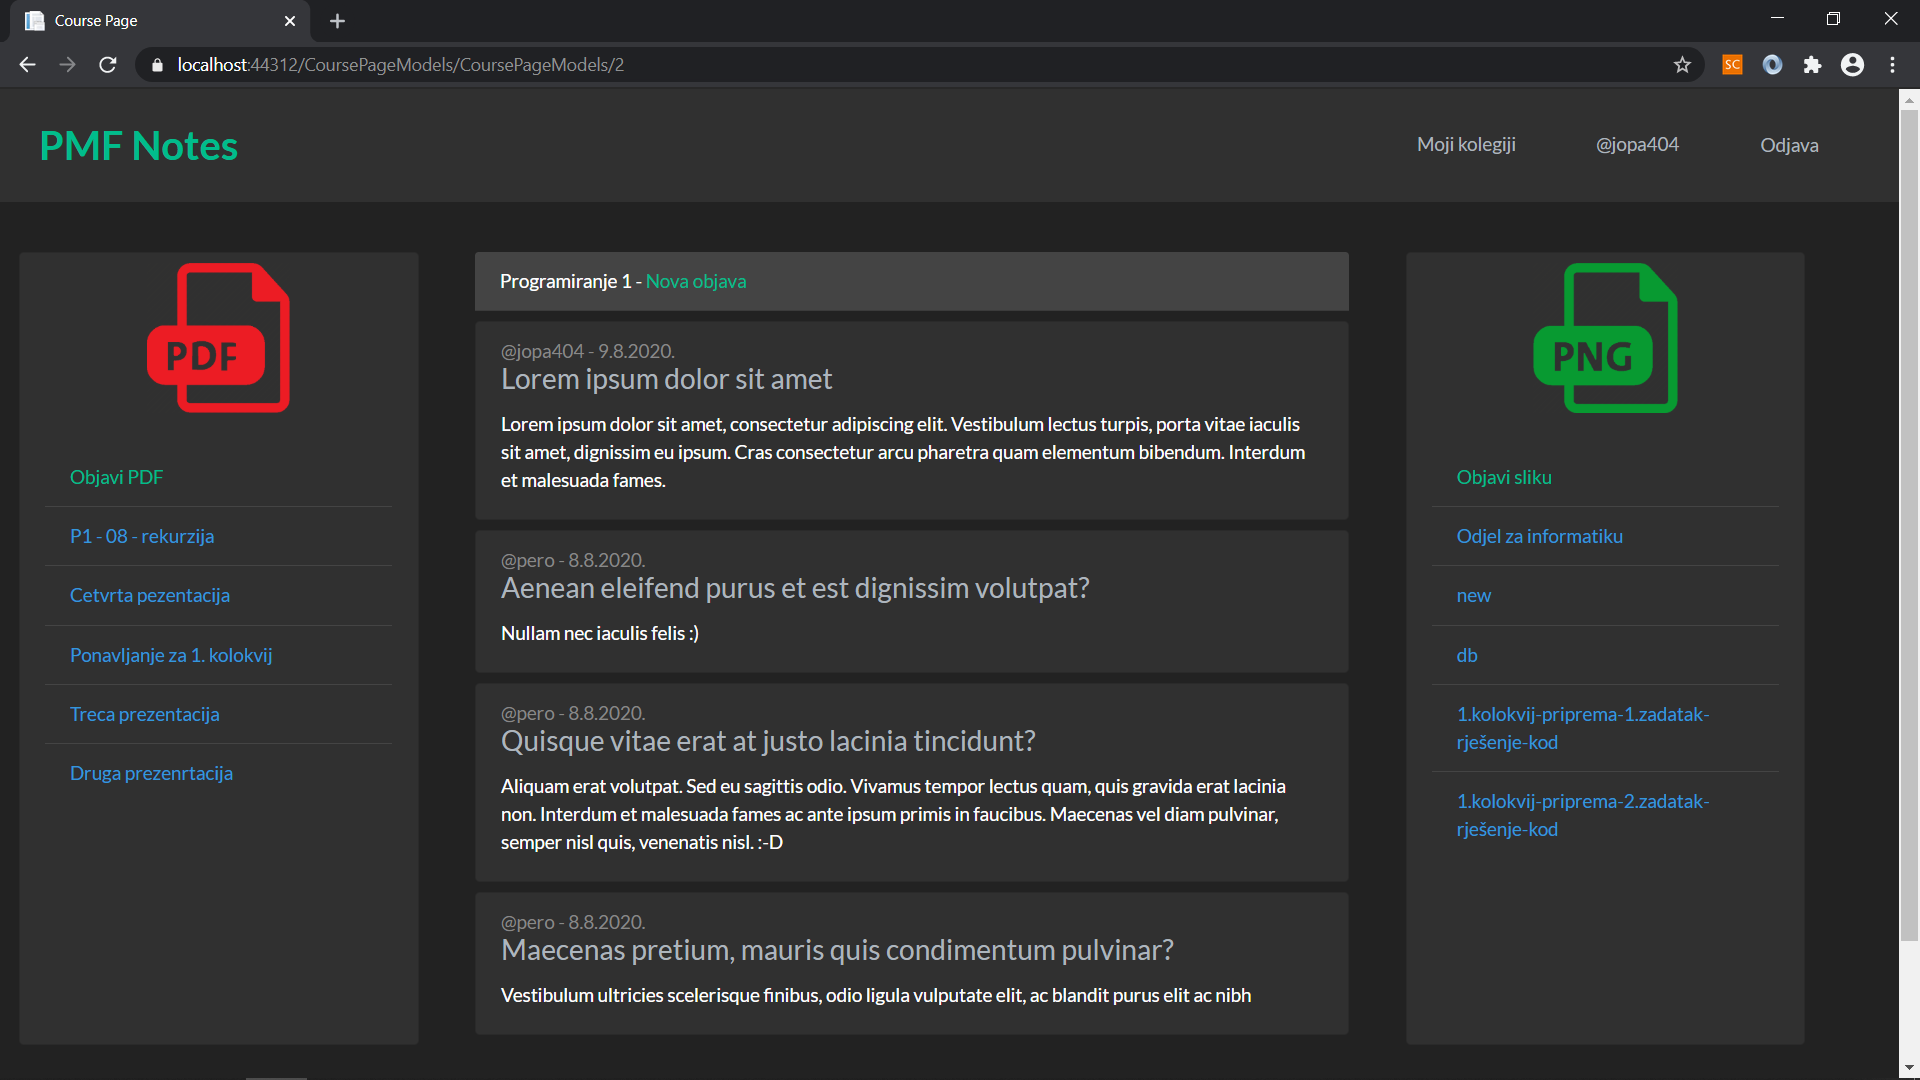 Course Page
localhost:44312/CoursePageModels/CoursePageModels/2
SC
PMF Notes
Moji kolegiji
@jopa404
Odjava
PDF
Objavi PDF
P1 - 08 - rekurzija
Cetvrta pezentacija
Ponavljanje za 1. kolokvij
Treca prezentacija
Druga prezenrtacija
Programiranje 1 - Nova objava
@jopa404 - 9.8.2020.
Lorem ipsum dolor sit amet
Lorem ipsum dolor sit amet, consectetur adipiscing elit. Vestibulum lectus turpis, porta vitae iaculis
sit amet, dignissim eu ipsum. Cras consectetur arcu pharetra quam elementum bibendum. Interdum
et malesuada fames.
@pero - 8.8.2020.
Aenean eleifend purus et est dignissim volutpat?
Nullam nec iaculis felis :)
@pero - 8.8.2020.
Quisque vitae erat at justo lacinia tincidunt?
Aliquam erat volutpat. Sed eu sagittis odio. Vivamus tempor lectus quam, quis gravida erat lacinia
non. Interdum et malesuada fames ac ante ipsum primis in faucibus. Maecenas vel diam pulvinar,
semper nisl quis, venenatis nisl. :-D
@pero - 8.8.2020.
Maecenas pretium, mauris quis condimentum pulvinar?
Vestibulum ultricies scelerisque finibus, odio ligula vulputate elit, ac blandit purus elit ac nibh
PNG
Objavi sliku
Odjel za informatiku
new
db
1.kolokvij-priprema-1.zadatak-
rješenje-kod
1.kolokvij-priprema-2.zadatak-
rješenje-kod